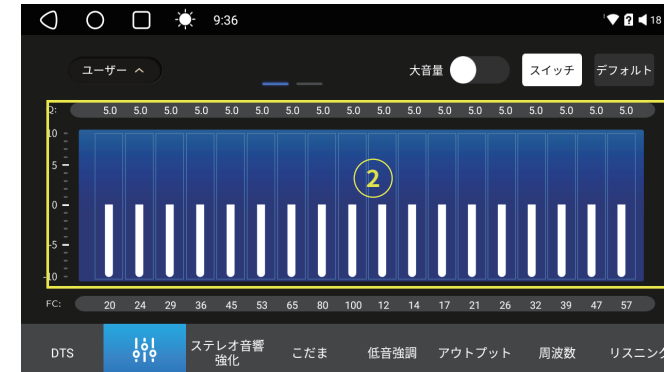 9:36
18
ユーザー
大音量
スイッチ
デフォルト
Q: 5.0 5.0 5.0 5.0 5.0 5.0 5.0 5.0 5.0 5.0 5.0 5.0 5.0 5.0 5.0 5.0 5.0 5.0
10
5
0
-5
-10
②
FC: 20 24 29 36 45 53 65 80 100 12 14 17 21 26 32 39 47 57
DTS
ステレオ音響
強化
こだま
低音強調
アウトプット
周波数
リスニング